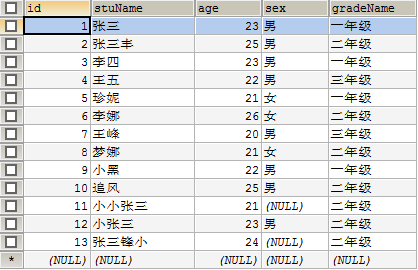 id stuName age sex gradeName
1 张三 23 男 一年级
2 张三丰 25 男 二年级
3 李四 23 男 一年级
4 王五 22 男 三年级
5 珍妮 21 女 一年级
6 李娜 26 女 二年级
7 王峰 20 男 三年级
8 梦娜 21 女 二年级
9 小黑 22 男 一年级
10 追风 25 男 二年级
11 小小张三 21 (NULL) 二年级
12 小张三 23 男 二年级
13 张三锋小 24 (NULL) 二年级
* (NULL) (NULL) (NULL) (NULL) (NULL)